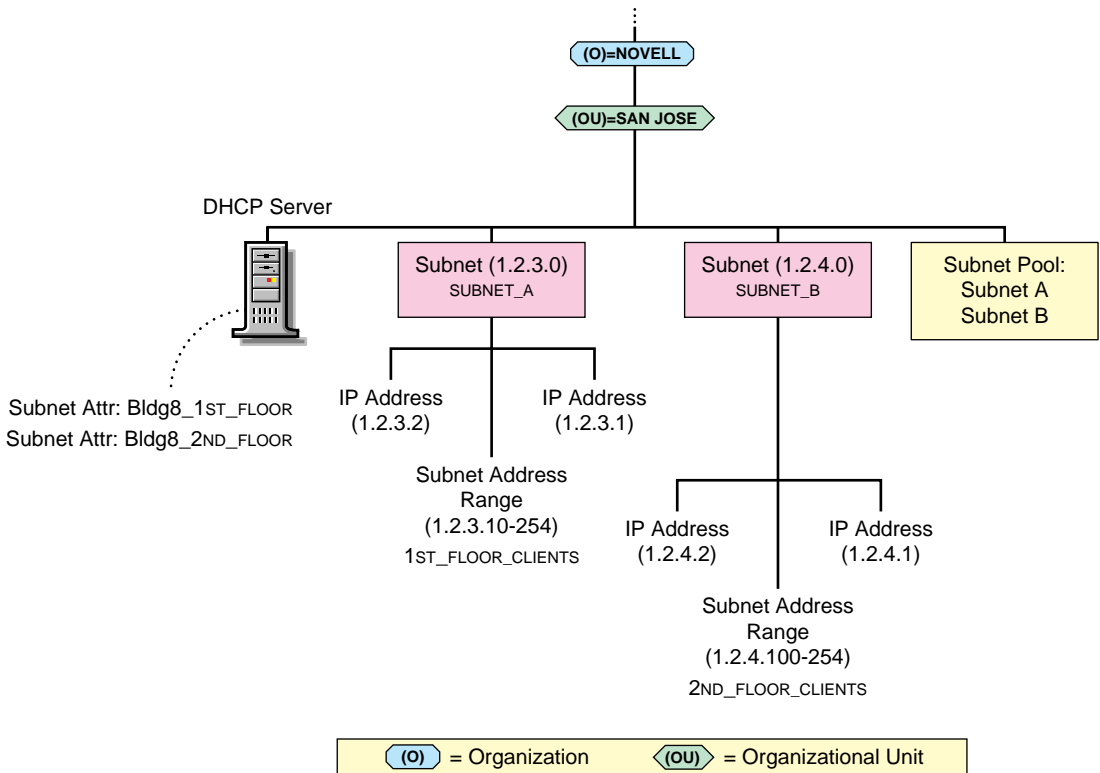 (O)=NOVELL
(OU)=SAN JOSE
DHCP Server
Subnet (1.2.3.0)
SUBNET_A
Subnet (1.2.4.0)
SUBNET_B
Subnet Pool:
Subnet A
Subnet B
Subnet Attr: Bldg8_1ST_FLOOR
Subnet Attr: Bldg8_2ND_FLOOR
IP Address
(1.2.3.2)
IP Address
(1.2.3.1)
Subnet Address
Range
(1.2.3.10-254)
1ST_FLOOR_CLIENTS
IP Address
(1.2.4.2)
IP Address
(1.2.4.1)
Subnet Address
Range
(1.2.4.100-254)
2ND_FLOOR_CLIENTS
(O) = Organization
(OU) = Organizational Unit